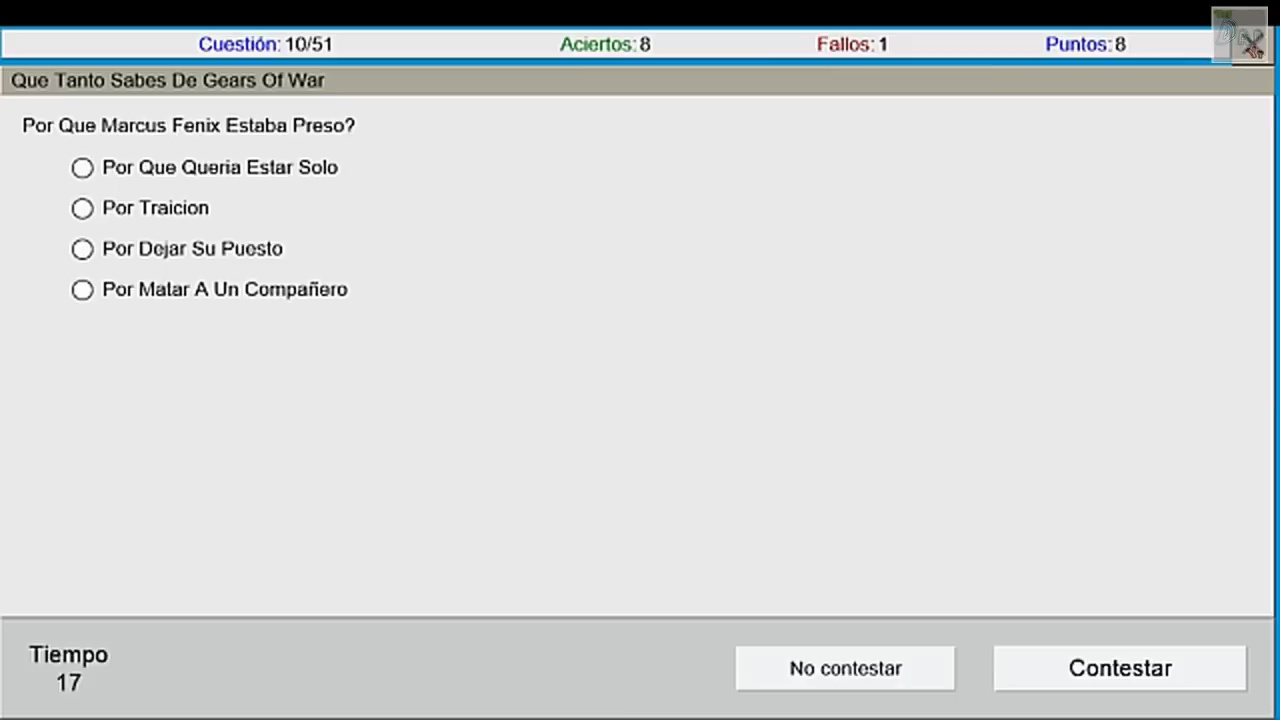 Cuestión: 10/51 Aciertos: 8 Fallos: 1 Puntos: 8
Que Tanto Sabes De Gears Of War
Por Que Marcus Fenix Estaba Preso?
Por Que Queria Estar Solo
Por Traicion
Por Dejar Su Puesto
Por Matar A Un Compañero
Tiempo
17
No contestar
Contestar